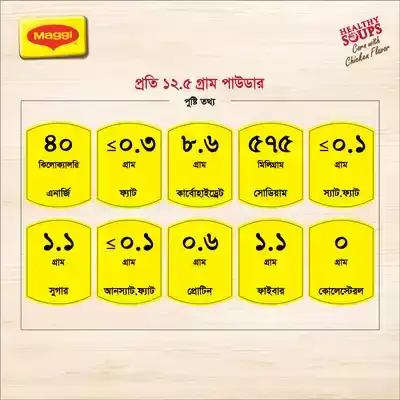 Maggi
HEALTHY
SOUPS
Corn with
Chicken Flavor
প্রতি ১২.৫ গ্রাম পাউডার
পুষ্টি তথ্য
৪০
কিলোক্যালরি
এনার্জি
≤০.৩
গ্রাম
ফ্যাট
৮.৬
গ্রাম
কার্বোহাইড্রেট
৫৭৫
মিলিগ্রাম
সোডিয়াম
≤০.১
গ্রাম
স্যাট.ফ্যাট
১.১
গ্রাম
সুগার
≤০.১
গ্রাম
আনস্যাট.ফ্যাট
০.৬
গ্রাম
প্রোটিন
১.১
গ্রাম
ফাইবার
০
গ্রাম
কোলেস্টেরল